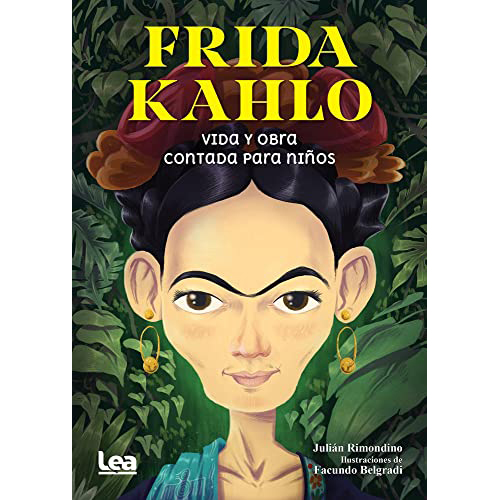 FRIDA
KAHLO
VIDA Y OBRA
CONTADA PARA NIÑOS
Julián Rimondino
Ilustraciones de
Facundo Belgradi
Lea